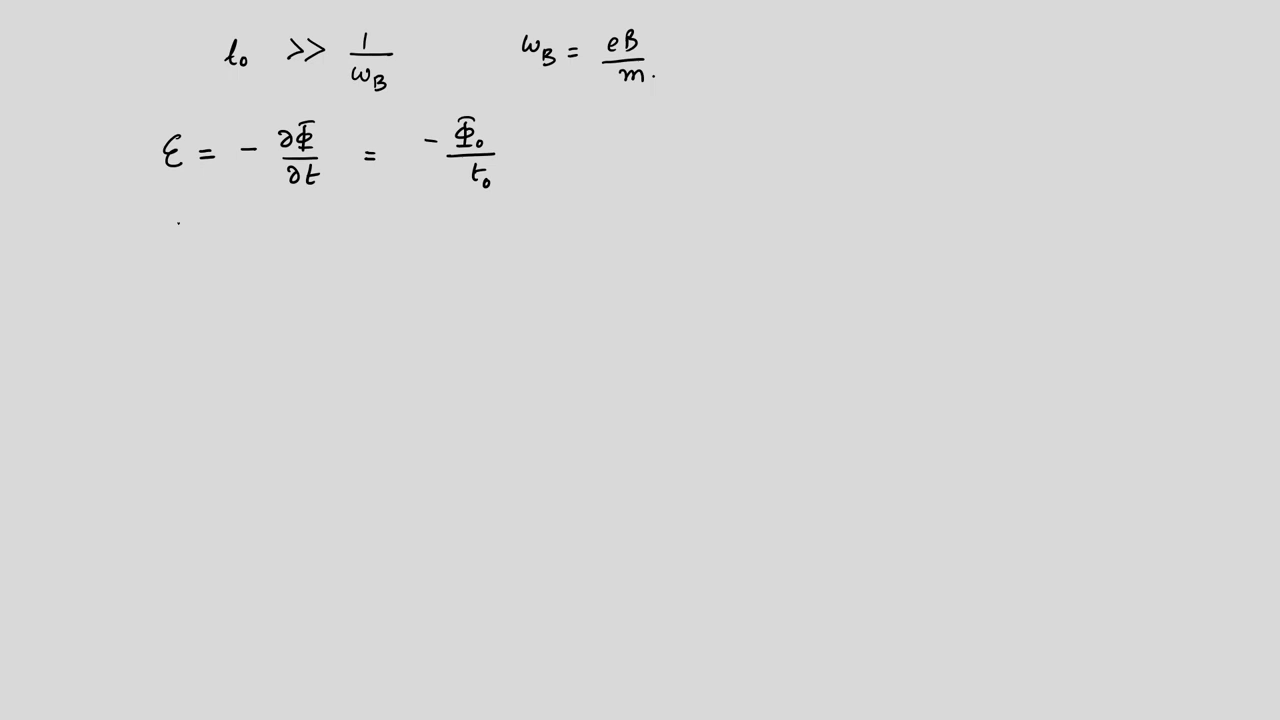 t₀ >> 1/ω_B ω_B = eB/m.
ℰ = - ∂Φ/∂t = -Φ₀/t₀